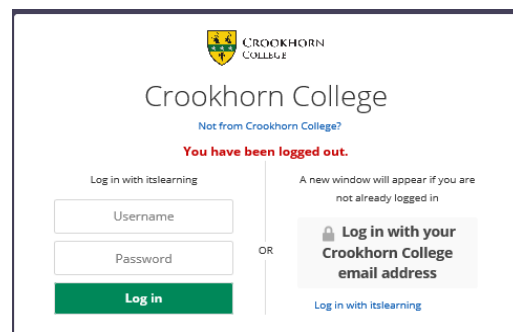 CROOKHORN
COLLEGE
Crookhorn College
Not from Crookhorn College?
You have been logged out.
Log in with itslearning
Username
Password
Log in
OR
A new window will appear if you are
not already logged in
Log in with your
Crookhorn College
email address
Log in with itslearning